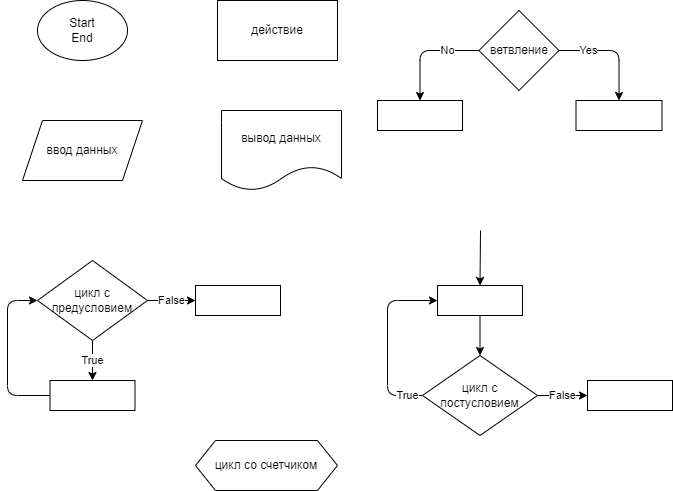 Start
End
действие
No
ветвление
Yes
ввод данных
вывод данных
цикл с
предусловием
False
True
True
цикл с
постусловием
False
цикл со счетчиком